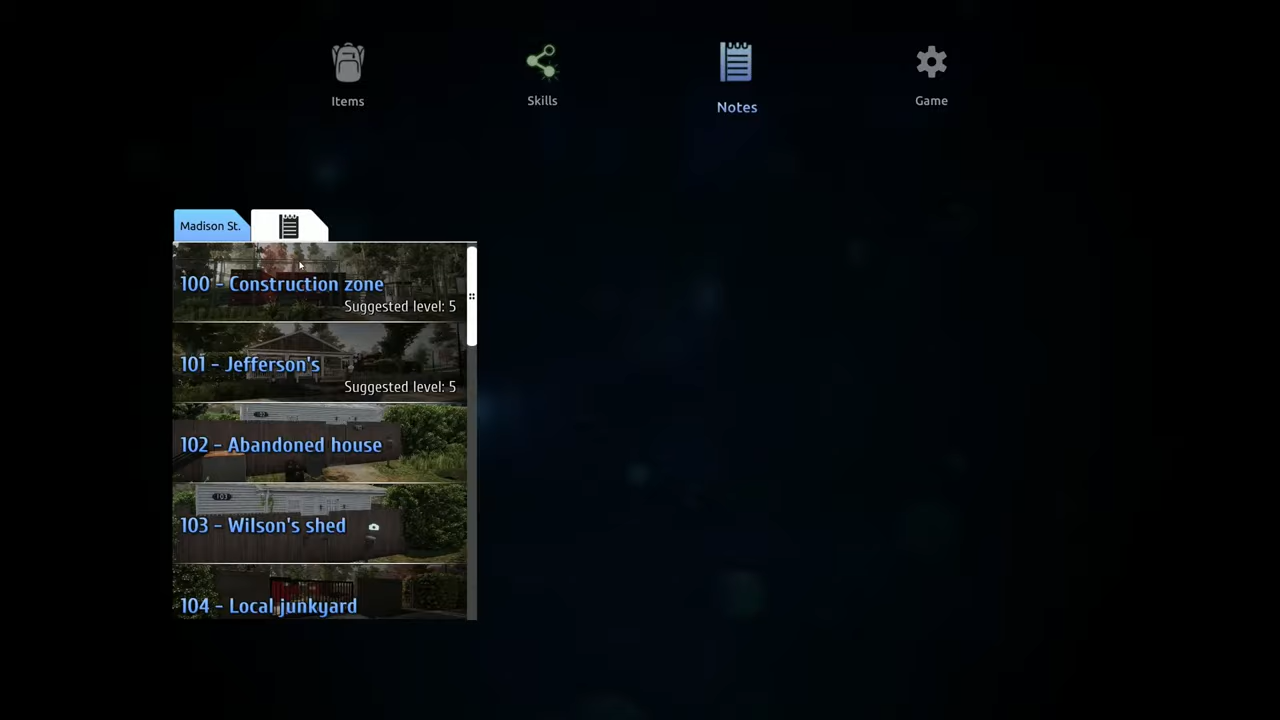 Items
Skills
Notes
Game
Madison St.
100 - Construction zone
Suggested level: 5
101 - Jefferson's
Suggested level: 5
102 - Abandoned house
103
103 - Wilson's shed
104 - Local junkyard